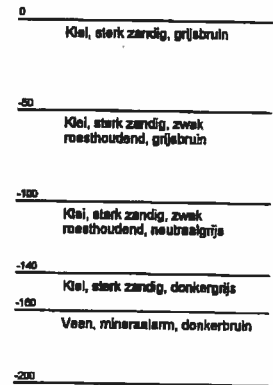 0
Klei, sterk zandig, grijsbruin
-50
Klei, sterk zandig, zwak
roesthoudend, grijsbruin
-100
Klei, sterk zandig, zwak
roesthoudend, neutraalgrijs
-140
Klei, sterk zandig, donkergrijs
-160
Veen, mineraalarm, donkerbruin
-200